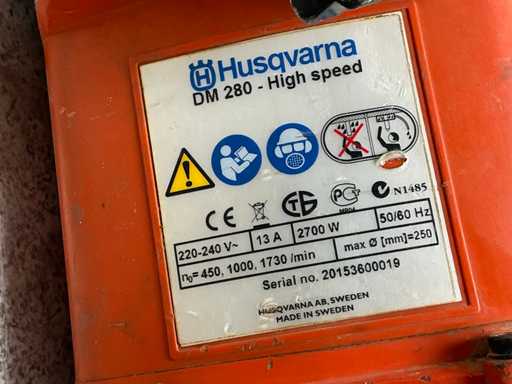 Husqvarna
DM 280 - High speed
CE
N1485
220-240 V~ 13 A 2700 W 50/60 Hz
n₀= 450, 1000, 1730 /min max Ø [mm]=250
Serial no. 20153600019
HUSQVARNA AB, SWEDEN
MADE IN SWEDEN